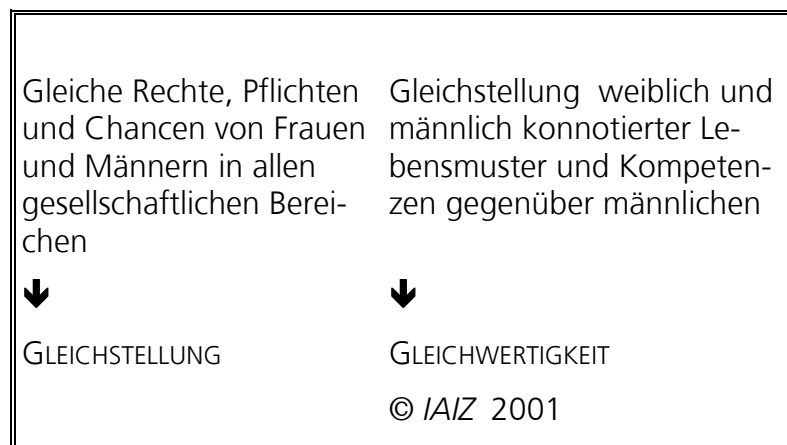 Gleiche Rechte, Pflichten
und Chancen von Frauen
und Männern in allen
gesellschaftlichen Berei-
chen
↓
GLEICHSTELLUNG
Gleichstellung weiblich und
männlich konnotierter Le-
bensmuster und Kompeten-
zen gegenüber männlichen
↓
GLEICHWERTIGKEIT
© IAIZ 2001